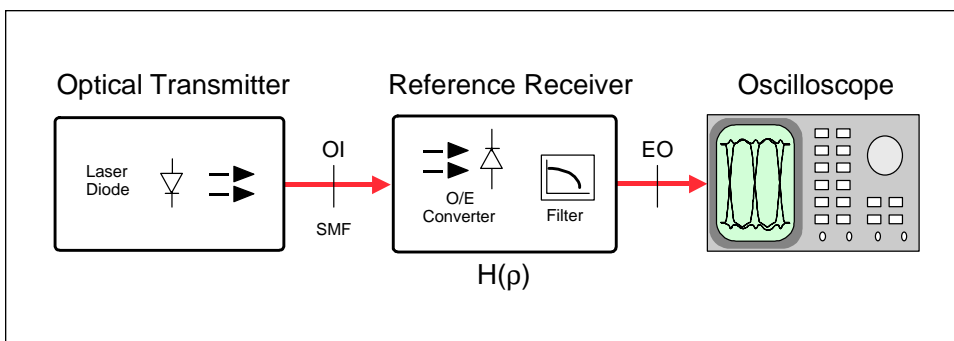 Optical Transmitter
Reference Receiver
Oscilloscope
Laser
Diode
OI
SMF
O/E
Converter
Filter
EO
H(ρ)